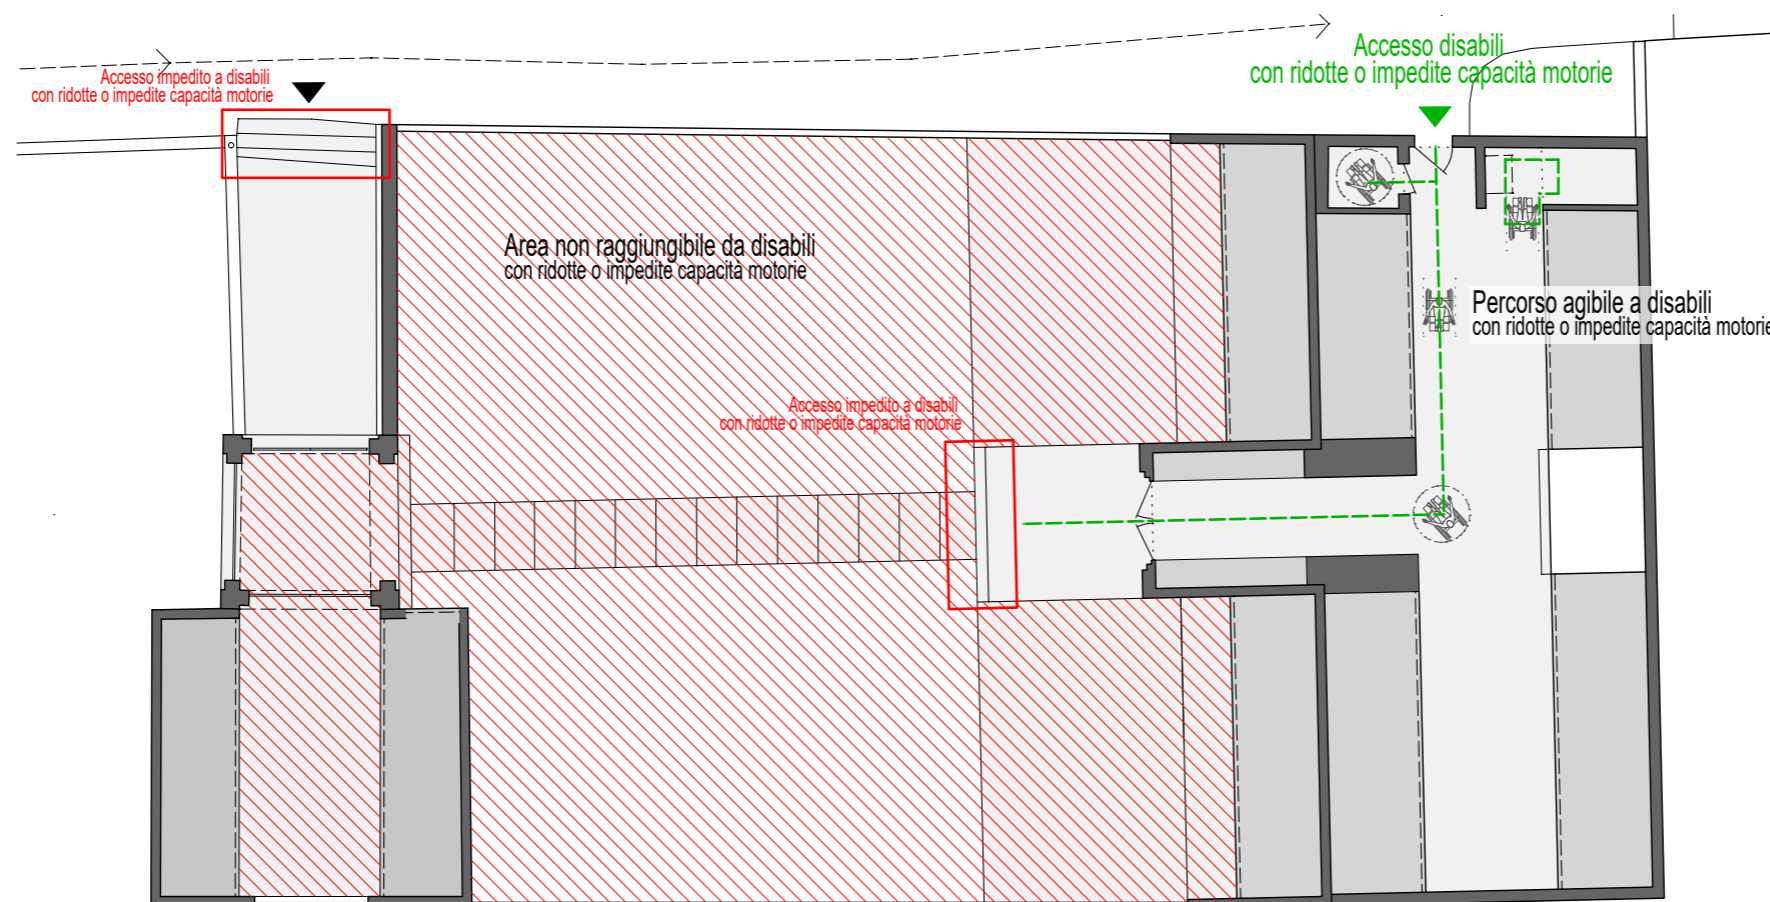 Accesso disabili
con ridotte o impedite capacità motorie
Accesso impedito a disabili
con ridotte o impedite capacità motorie
Area non raggiungibile da disabili
con ridotte o impedite capacità motorie
Percorso agibile a disabili
con ridotte o impedite capacità motorie
Accesso impedito a disabili
con ridotte o impedite capacità motorie